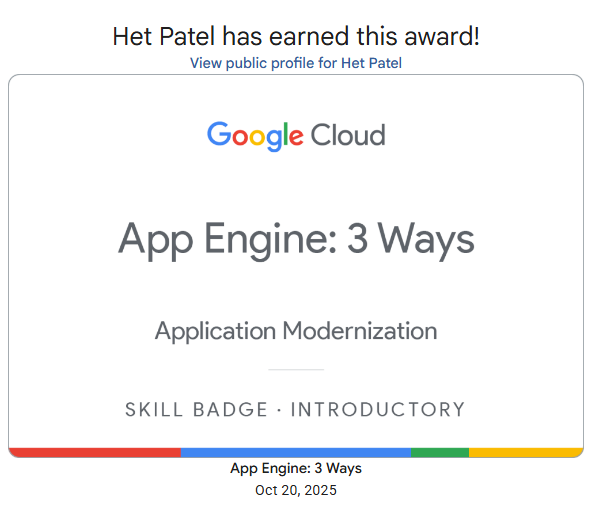 Het Patel has earned this award!
View public profile for Het Patel
Google Cloud
App Engine: 3 Ways
Application Modernization
SKILL BADGE · INTRODUCTORY
App Engine: 3 Ways
Oct 20, 2025